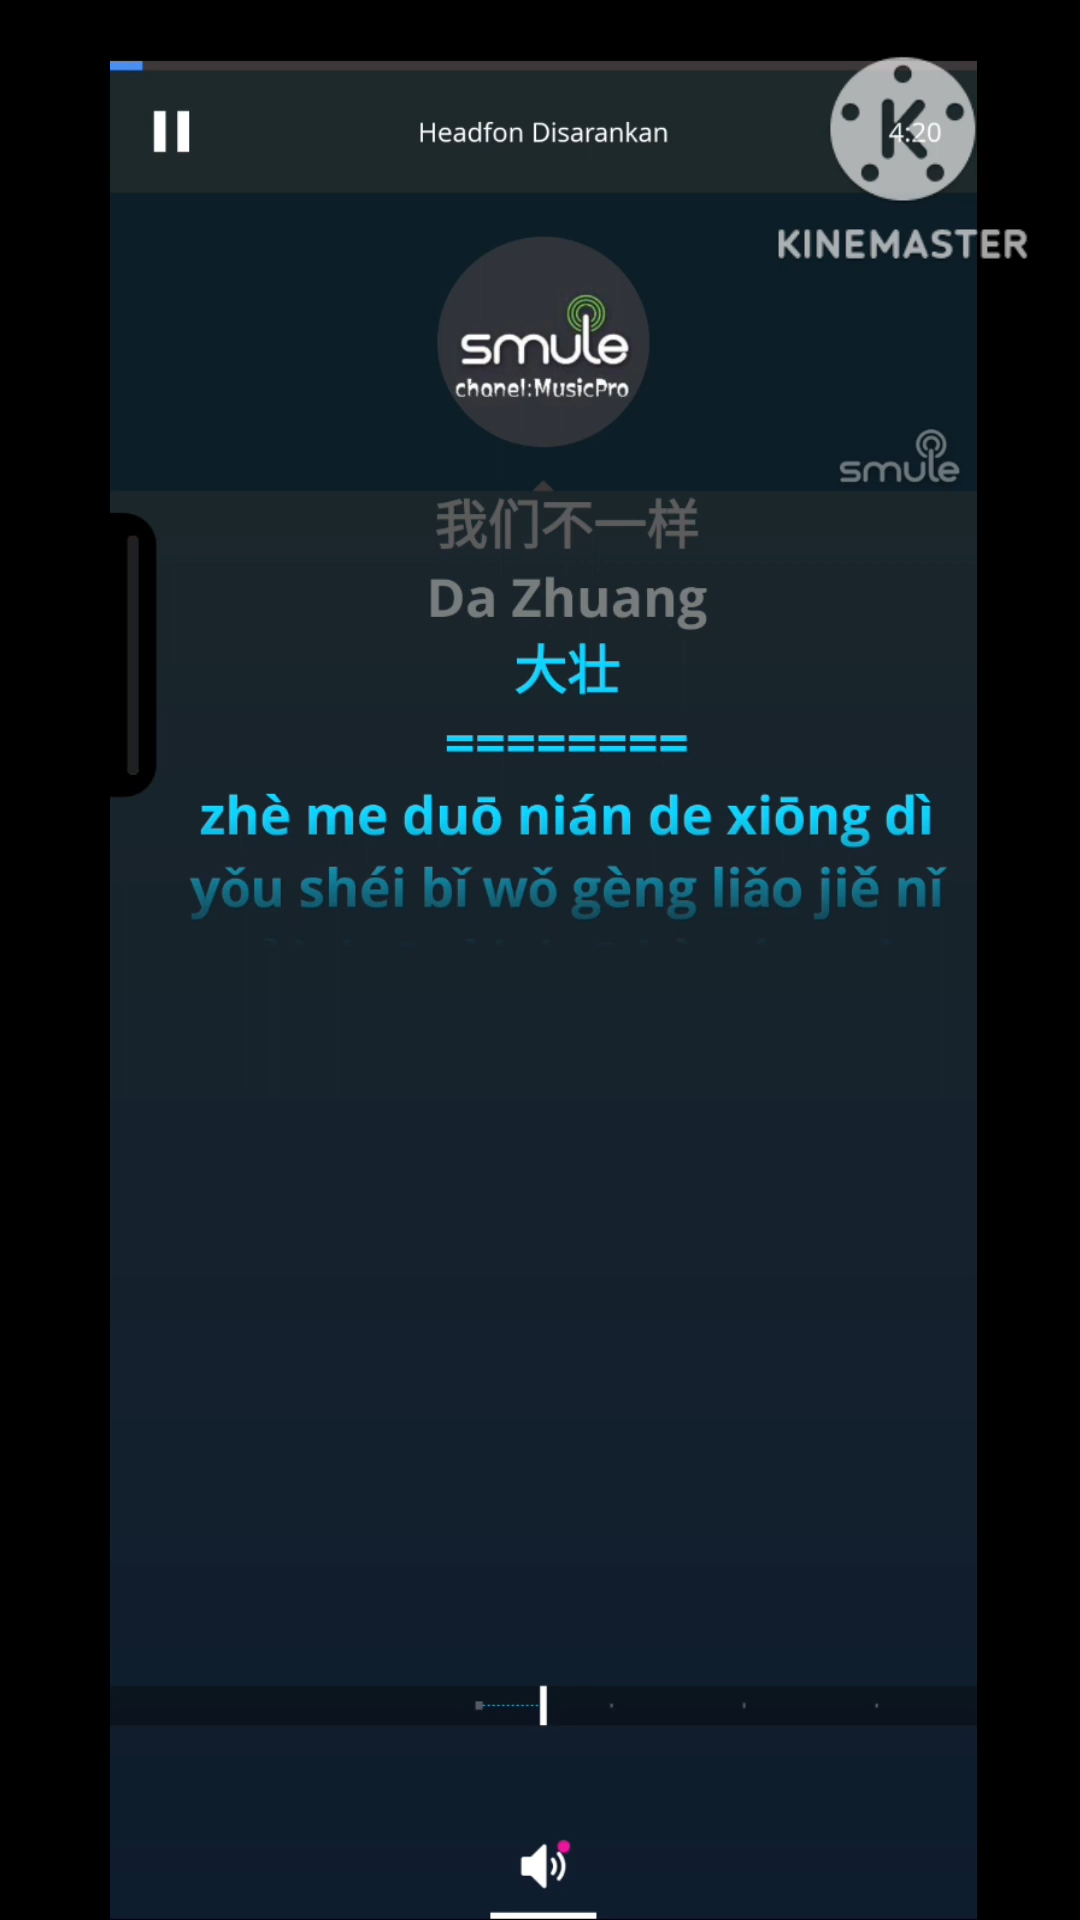 Headfon Disarankan
4:20
KINEMASTER
smule
chanel:MusicPro
smule
我们不一样
Da Zhuang
大壮
========
zhè me duō nián de xiōng dì
yǒu shéi bǐ wǒ gèng liǎo jiě nǐ